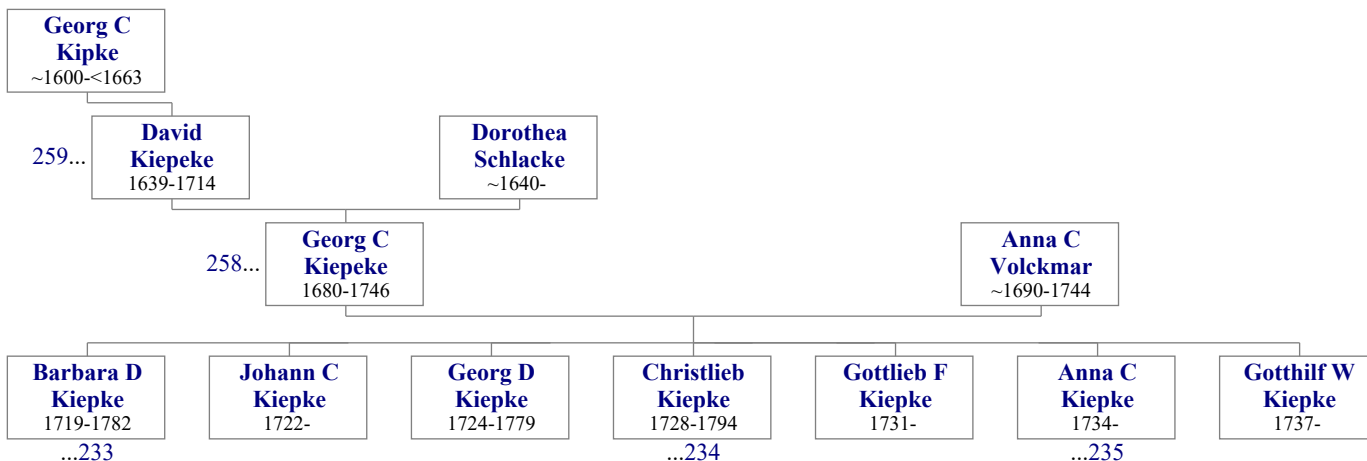 Georg C
Kipke
~1600-<1663
259...
David
Kiepeke
1639-1714
Dorothea
Schlacke
~1640-
258...
Georg C
Kiepeke
1680-1746
Anna C
Volckmar
~1690-1744
Barbara D
Kiepke
1719-1782
...233
Johann C
Kiepke
1722-
Georg D
Kiepke
1724-1779
Christlieb
Kiepke
1728-1794
...234
Gottlieb F
Kiepke
1731-
Anna C
Kiepke
1734-
...235
Gotthilf W
Kiepke
1737-